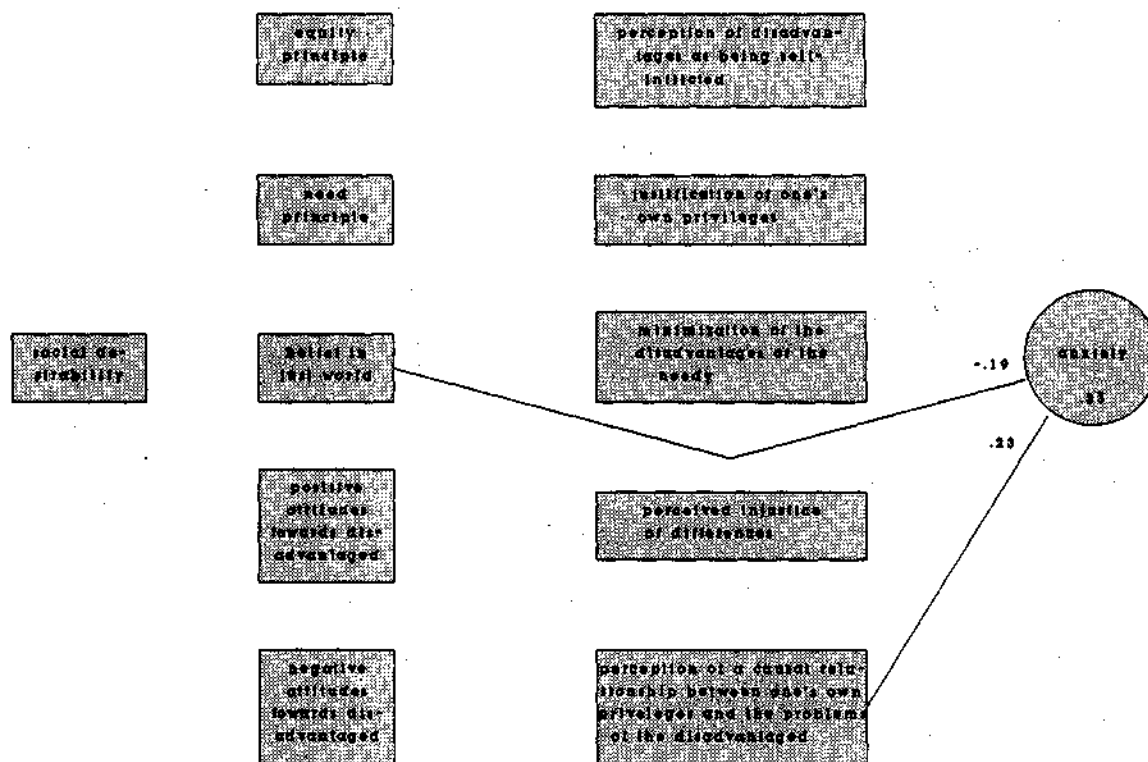 equity
principle
perception of disadvan-
tages as being self-
inflicted
need
principle
justification of one's
own privileges
social de-
sirability
belief in
just world
minimization of the
disadvantages of the
needy
-.19
anxiety
.23
positive
attitudes
towards dis-
advantaged
perceived injustice
of differences
negative
attitudes
towards dis-
advantaged
perception of a causal rela-
tionship between one's own
priveleges and the problems
of the disadvantaged